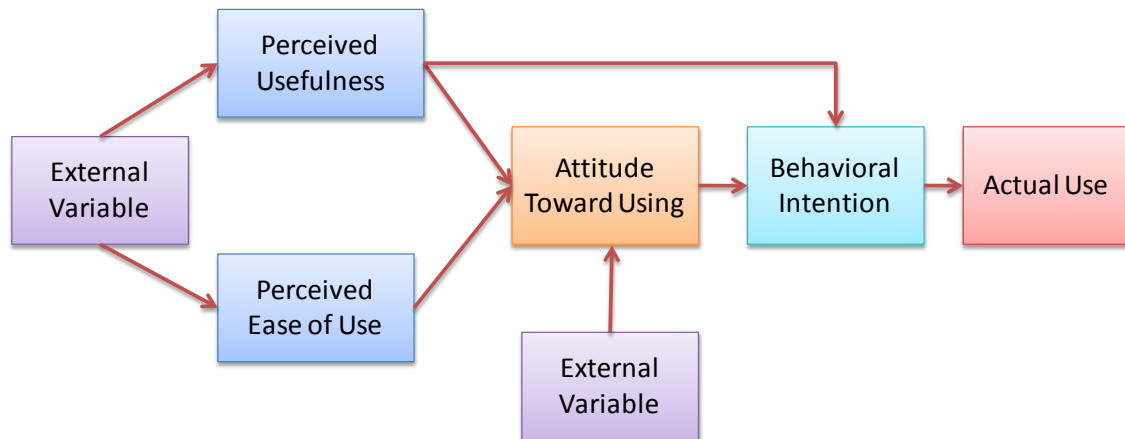 Perceived
Usefulness
External
Variable
Attitude
Toward Using
Behavioral
Intention
Actual Use
Perceived
Ease of Use
External
Variable